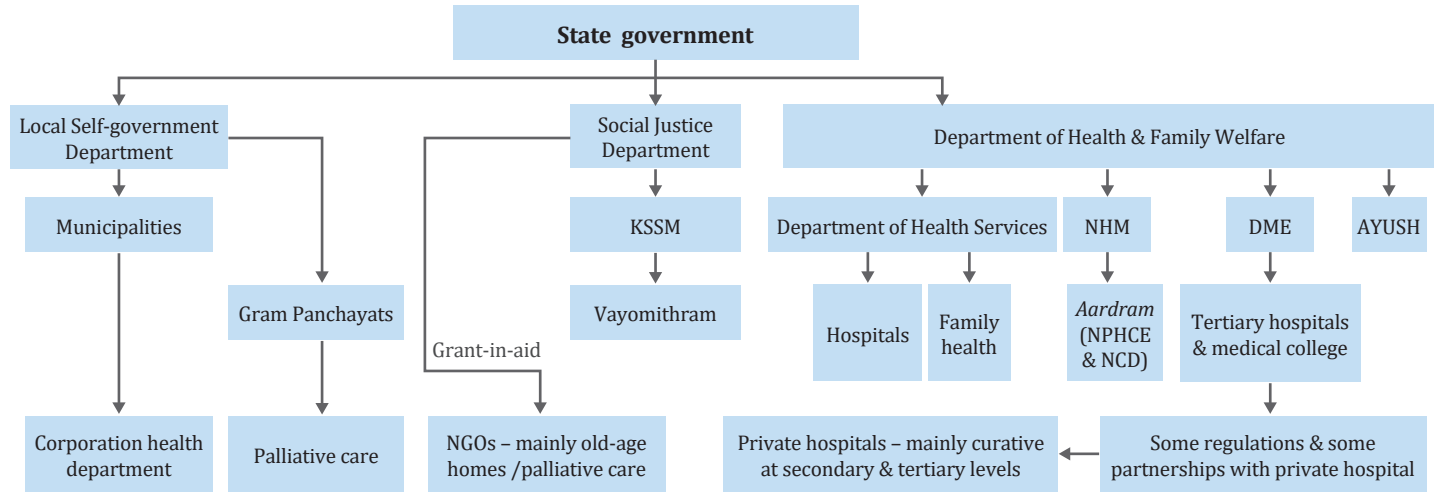 State government
Local Self-government
Department
Social Justice
Department
Department of Health & Family Welfare
Municipalities
KSSM
Department of Health Services
NHM
DME
AYUSH
Gram Panchayats
Vayomithram
Hospitals
Family
health
Aardram
(NPHCE
& NCD)
Tertiary hospitals
& medical college
Grant-in-aid
Corporation health
department
Palliative care
NGOs – mainly old-age
homes /palliative care
Private hospitals – mainly curative
at secondary & tertiary levels
Some regulations & some
partnerships with private hospital